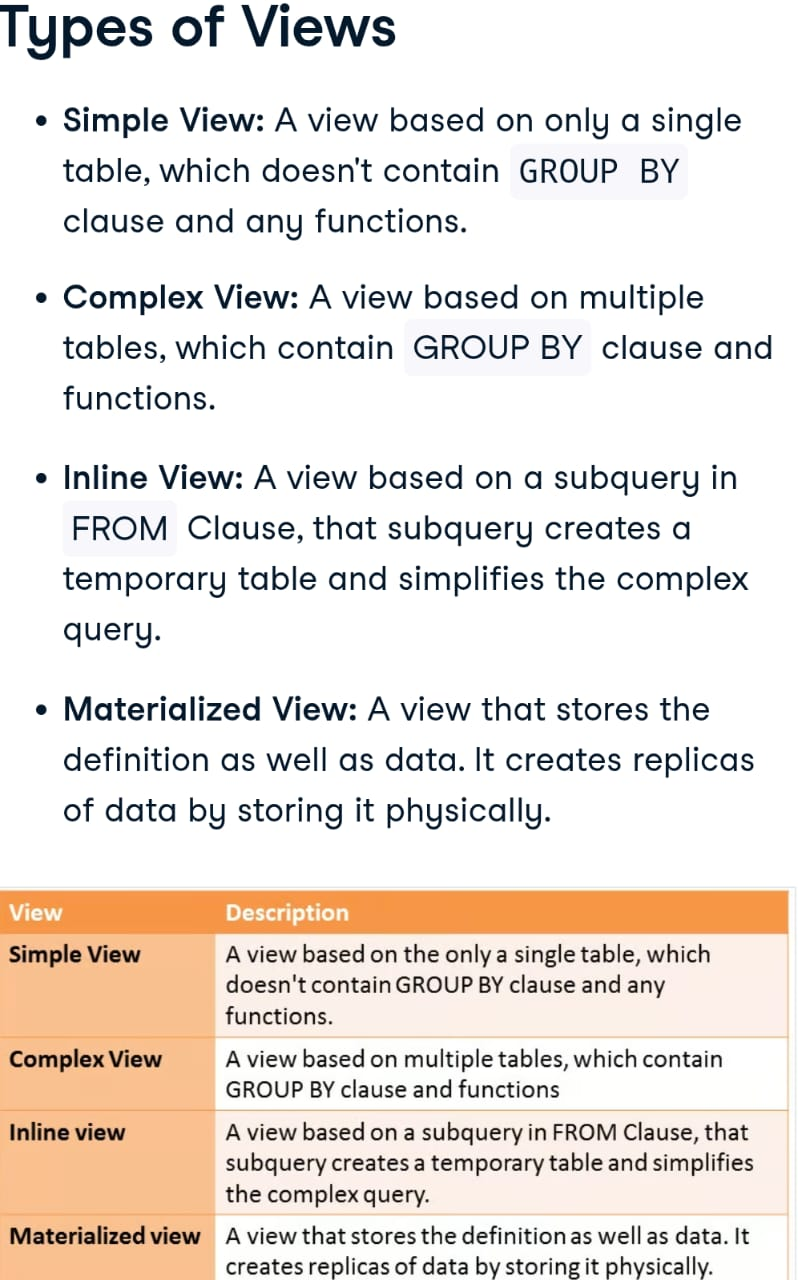 Types of Views
• Simple View: A view based on only a single
table, which doesn't contain GROUP BY
clause and any functions.
• Complex View: A view based on multiple
tables, which contain GROUP BY clause and
functions.
• Inline View: A view based on a subquery in
FROM Clause, that subquery creates a
temporary table and simplifies the complex
query.
• Materialized View: A view that stores the
definition as well as data. It creates replicas
of data by storing it physically.
View Description
Simple View A view based on the only a single table, which
doesn't contain GROUP BY clause and any
functions.
Complex View A view based on multiple tables, which contain
GROUP BY clause and functions
Inline view A view based on a subquery in FROM Clause, that
subquery creates a temporary table and simplifies
the complex query.
Materialized view A view that stores the definition as well as data. It
creates replicas of data by storing it physically.